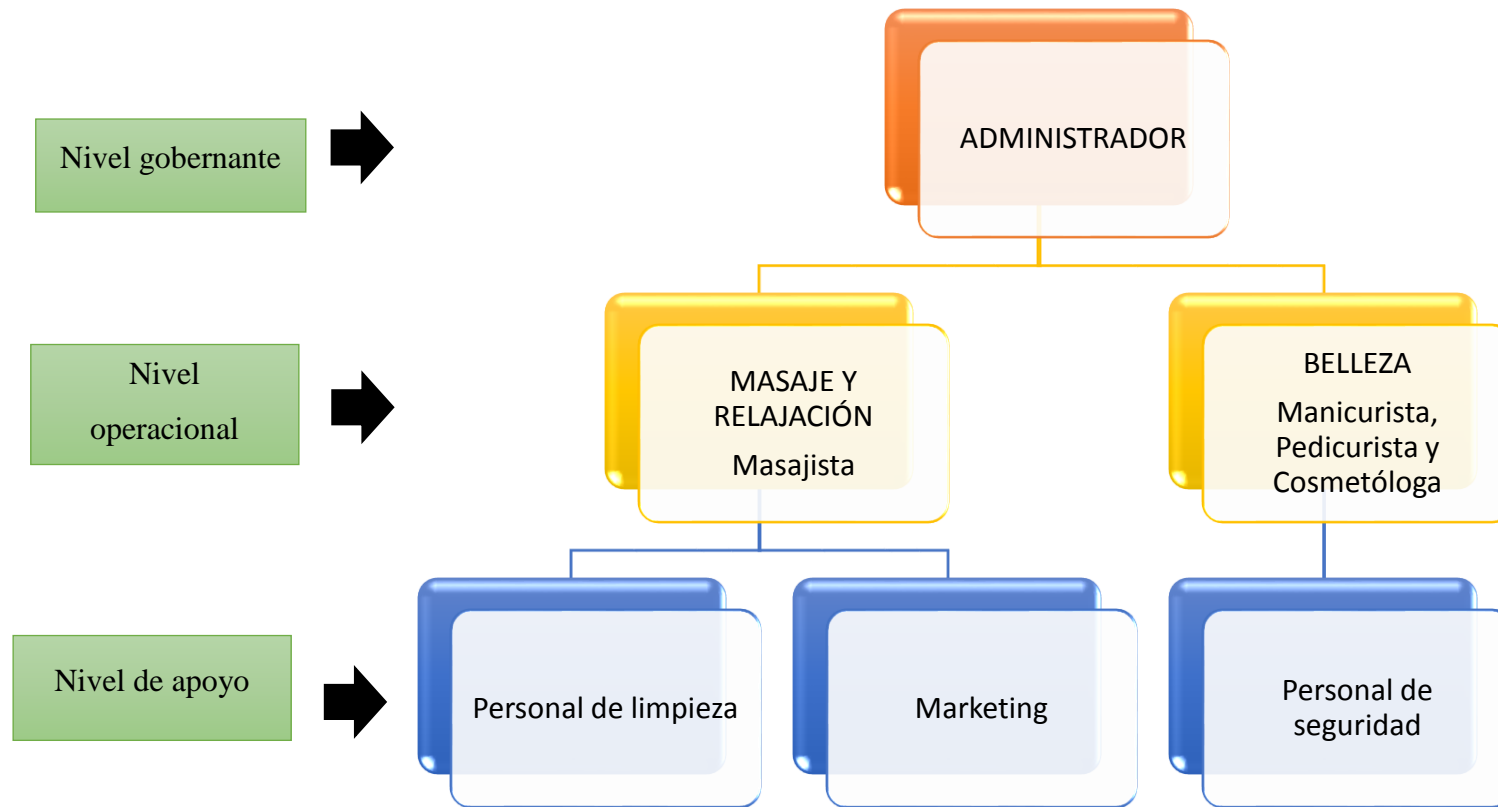 Nivel gobernante
ADMINISTRADOR
Nivel
operacional
MASAJE Y
RELAJACIÓN
Masajista
BELLEZA
Manicurista,
Pedicurista y
Cosmetóloga
Nivel de apoyo
Personal de limpieza
Marketing
Personal de
seguridad